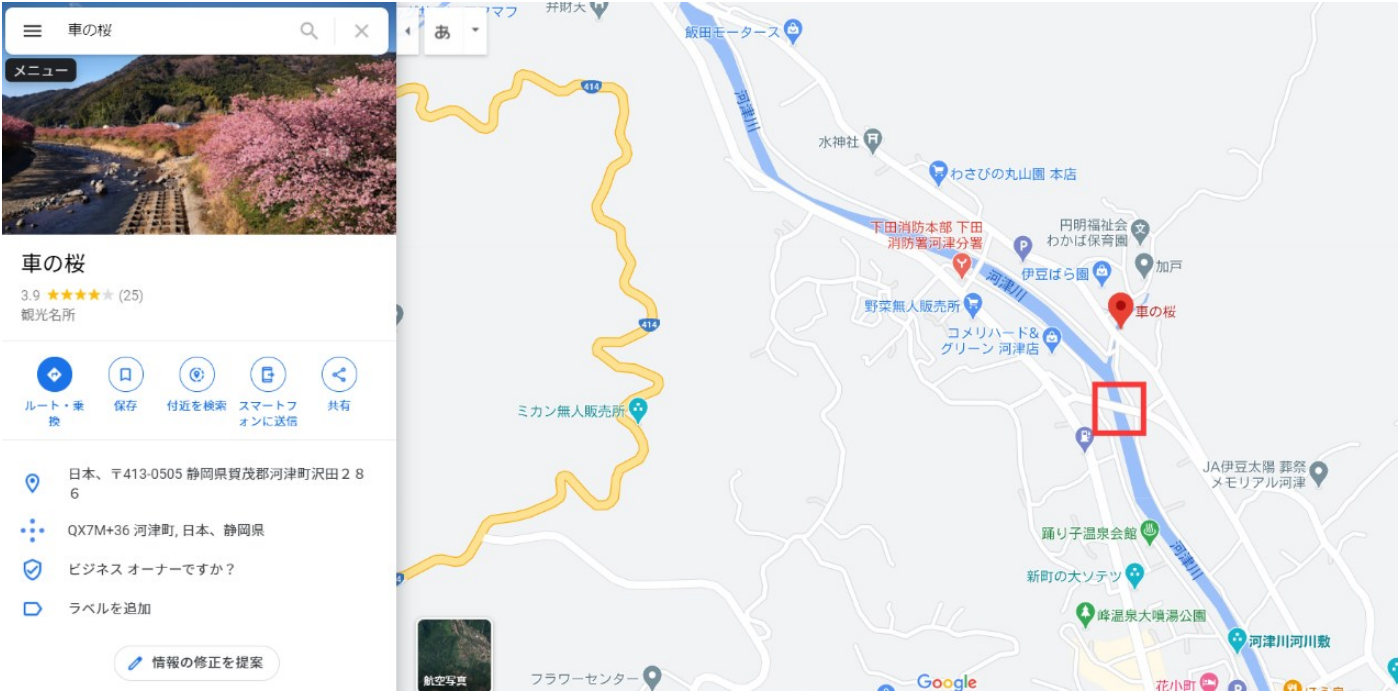 車の桜
メニュー
車の桜
3.9 ★★★★★ (25)
観光名所
ルート・乗
換
保存
付近を検索
スマートフ
ォンに送信
共有
日本、〒413-0505 静岡県賀茂郡河津町沢田２８
６
QX7M+36 河津町, 日本、静岡県
ビジネス オーナーですか？
ラベルを追加
情報の修正を提案
あ
弁財天
飯田モータース
414
河津川
水神社
わさびの丸山園 本店
下田消防本部 下田
消防署河津分署
円明福祉会
わかば保育園
文
P
加戸
伊豆ばら園
河津川
野菜無人販売所
車の桜
414
コメリハード&
グリーン 河津店
ミカン無人販売所
JA伊豆太陽 葬祭
メモリアル河津
踊り子温泉会館
河津川
新町の大ソテツ
峰温泉大噴湯公園
河津川河川敷
航空写真
フラワーセンター
Google
花小町
P